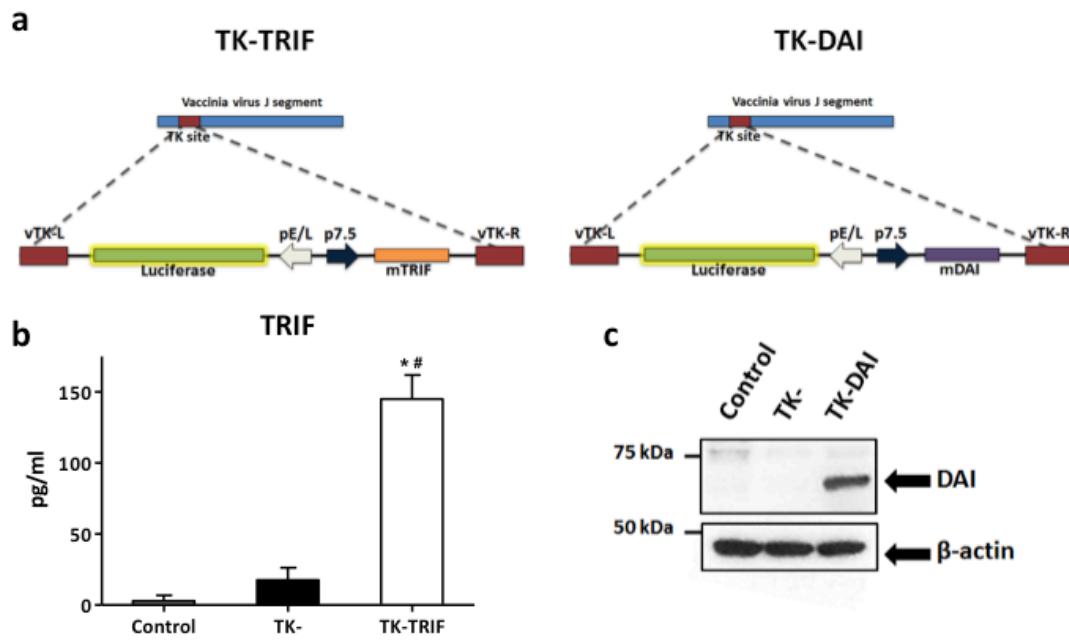 a
TK-TRIF
Vaccinia virus J segment
TK site
vTK-L
pE/L
p7.5
vTK-R
Luciferase
mTRIF
TK-DAI
Vaccinia virus J segment
TK site
vTK-L
pE/L
p7.5
vTK-R
Luciferase
mDAI
b
TRIF
pg/ml
150
100
50
0
* #
Control
TK-
TK-TRIF
c
Control
TK-
TK-DAI
75 kDa
DAI
50 kDa
β-actin